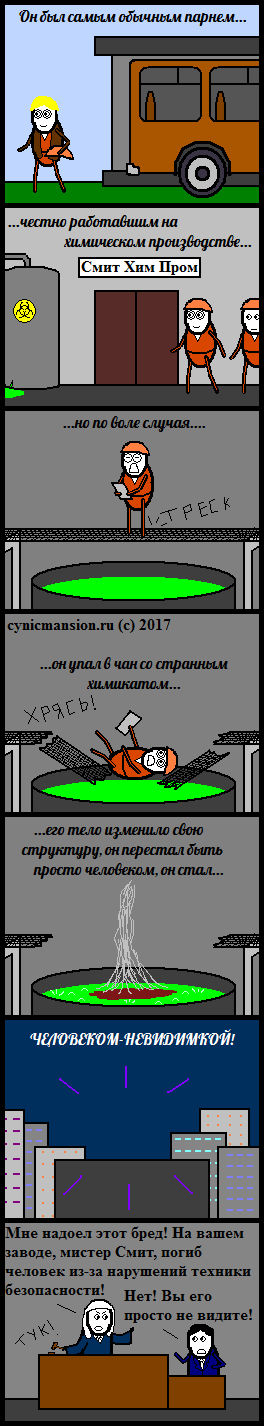 Он был самым обычным парнем...
...честно работавшим на
химическом производстве...
Смит Хим Пром
...но по воле случая....
ТРЕСК
cynicmansion.ru (c) 2017
...он упал в чан со странным
химикатом...
ХРЯСЬ!
...его тело изменило свою
структуру, он перестал быть
просто человеком, он стал...
ЧЕЛОВЕКОМ-НЕВИДИМКОЙ!
Мне надоел этот бред! На вашем
заводе, мистер Смит, погиб
человек из-за нарушений техники
безопасности!
Нет! Вы его
просто не видите!
ТУК!